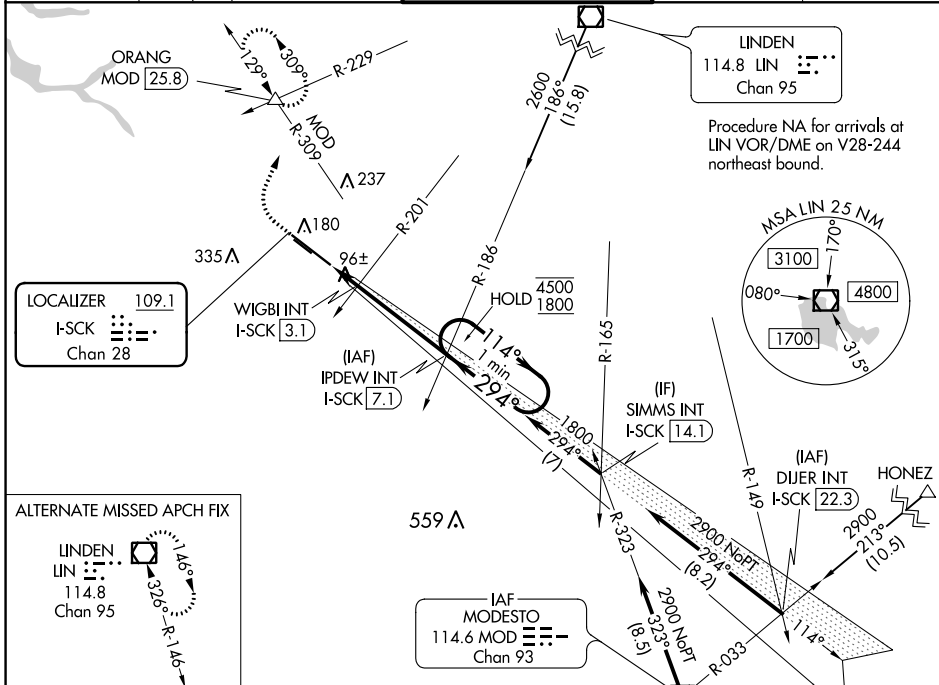 ORANG
MOD 25.8
129°
309°
R-229
MOD
R-309
2600
186°
(15.8)
LINDEN
114.8 LIN
Chan 95
Procedure NA for arrivals at
LIN VOR/DME on V28-244
northeast bound.
237
R-201
180
335
96±
R-186
HOLD 4500
1800
MSA LIN 25 NM
3100
170°
080°
4800
1700
315°
LOCALIZER 109.1
I-SCK
Chan 28
WIGBI INT
I-SCK 3.1
114°
1 min
294°
(IAF)
IPDEW INT
I-SCK 7.1
R-165
(IF)
SIMMS INT
I-SCK 14.1
1800
294°
(7)
R-149
(IAF)
DIJER INT
I-SCK 22.3
HONEZ
2900
213°
(10.5)
ALTERNATE MISSED APCH FIX
LINDEN
LIN
114.8
Chan 95
146°
326°
R-146
559
R-323
2900 NoPT
294°
(8.2)
2900 NoPT
323°
(8.5)
114°
R-033
IAF
MODESTO
114.6 MOD
Chan 93